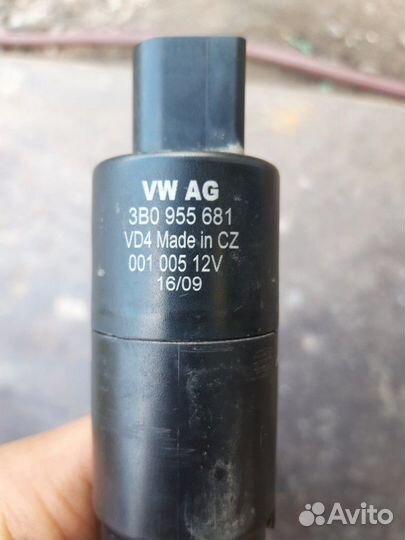 VW AG
3B0 955 681
VD4 Made in CZ
001 005 12V
16/09
Avito